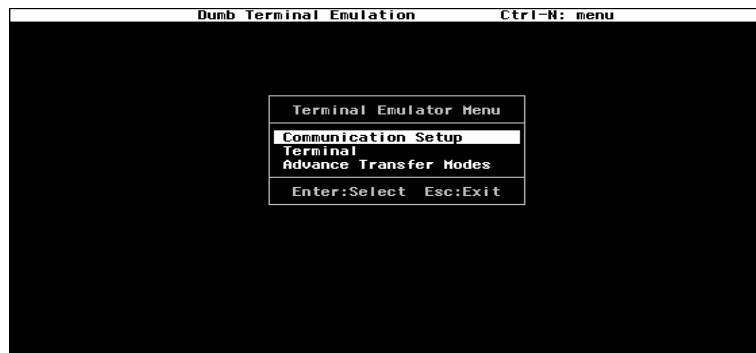 Dumb Terminal Emulation Ctrl-N: menu
Terminal Emulator Menu
Communication Setup
Terminal
Advance Transfer Modes
Enter:Select Esc:Exit